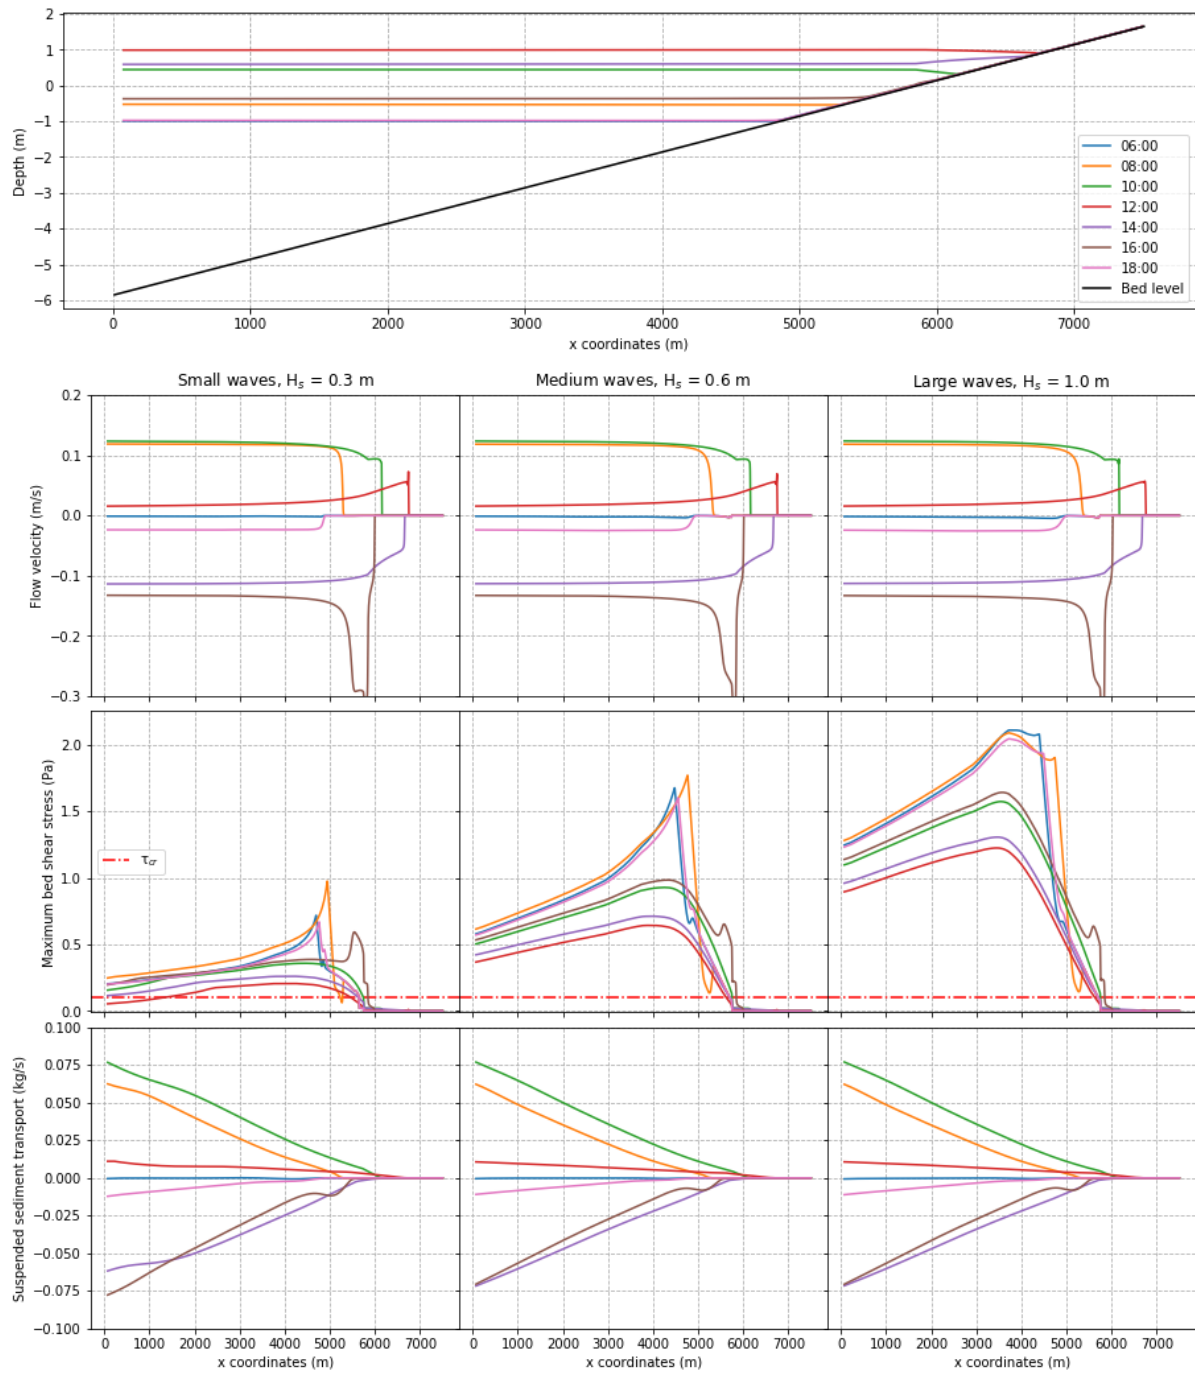 2
1
0
−1
−2
−3
−4
−5
−6
Depth (m)
06:00
08:00
10:00
12:00
14:00
16:00
18:00
Bed level
0 1000 2000 3000 4000 5000 6000 7000
x coordinates (m)
Small waves, Hs = 0.3 m
Medium waves, Hs = 0.6 m
Large waves, Hs = 1.0 m
0.2
0.1
0.0
−0.1
−0.2
−0.3
Flow velocity (m/s)
2.0
1.5
1.0
0.5
0.0
Maximum bed shear stress (Pa)
τcr
0.100
0.075
0.050
0.025
0.000
−0.025
−0.050
−0.075
−0.100
Suspended sediment transport (kg/s)
0 1000 2000 3000 4000 5000 6000 7000
0 1000 2000 3000 4000 5000 6000 7000
0 1000 2000 3000 4000 5000 6000 7000
x coordinates (m)
x coordinates (m)
x coordinates (m)